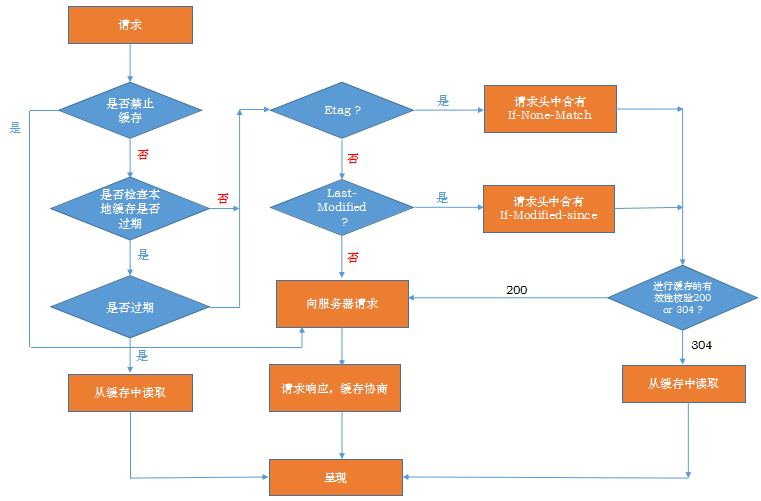 请求
是否禁止
缓存
是
否
是否检查本
地缓存是否
过期
否
是
是否过期
是
从缓存中读取
Etag ?
是
请求头中含有
If-None-Match
否
Last-
Modified
?
是
请求头中含有
If-Modified-since
否
向服务器请求
200
进行缓存的有
效性校验200
or 304 ?
304
请求响应，缓存协商
从缓存中读取
呈现